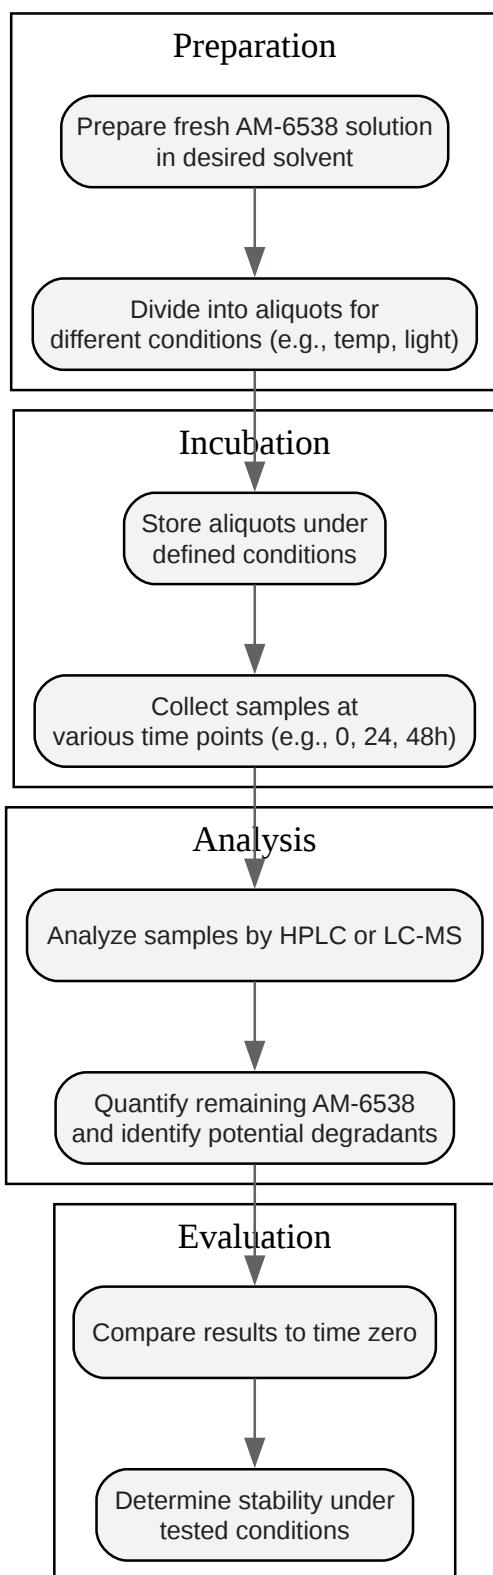 Preparation
Prepare fresh AM-6538 solution
in desired solvent
Divide into aliquots for
different conditions (e.g., temp, light)
Incubation
Store aliquots under
defined conditions
Collect samples at
various time points (e.g., 0, 24, 48h)
Analysis
Analyze samples by HPLC or LC-MS
Quantify remaining AM-6538
and identify potential degradants
Evaluation
Compare results to time zero
Determine stability under
tested conditions